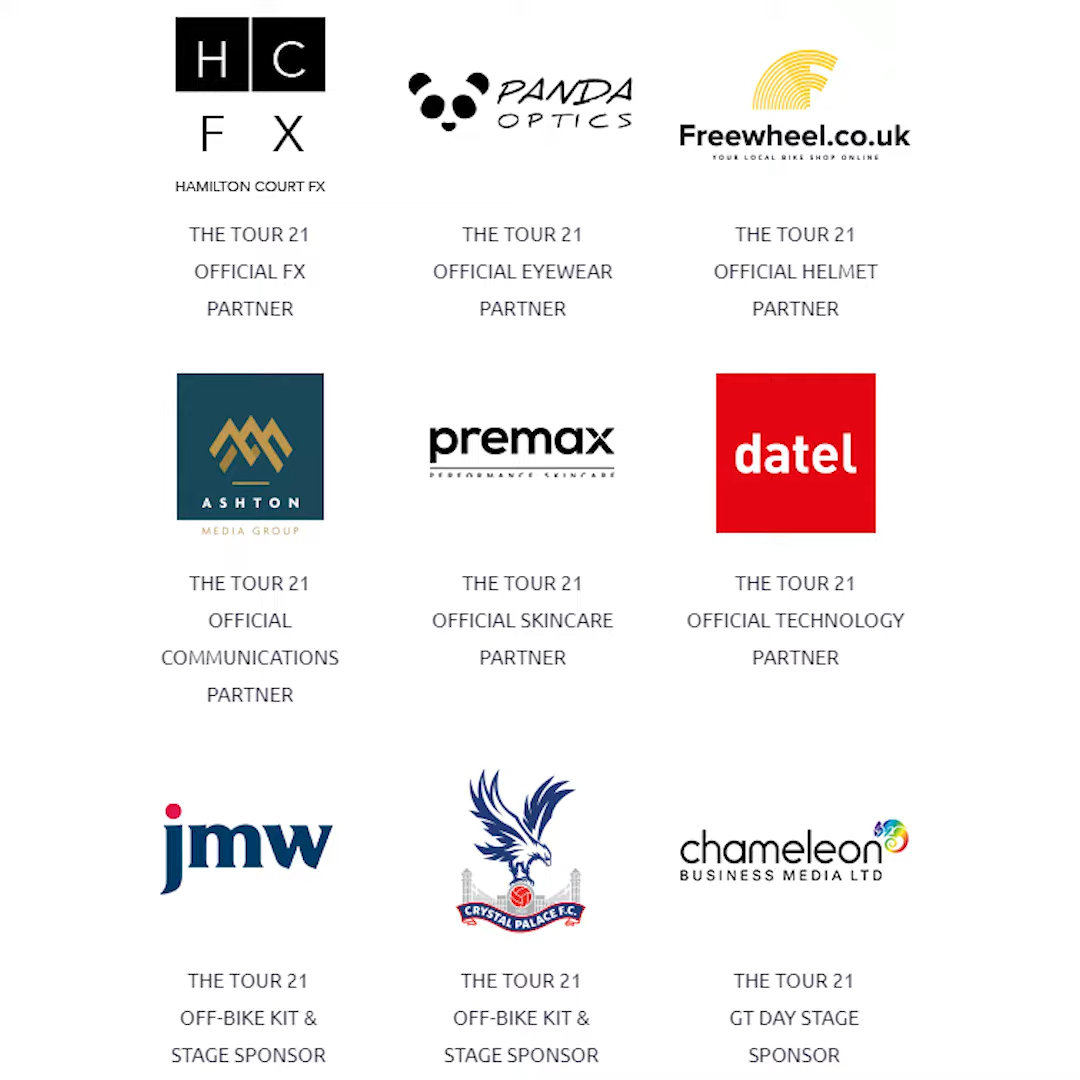 H C
F X
HAMILTON COURT FX
THE TOUR 21
OFFICIAL FX
PARTNER
PANDA
OPTICS
THE TOUR 21
OFFICIAL EYEWEAR
PARTNER
Freewheel.co.uk
YOUR LOCAL BIKE SHOP ONLINE
THE TOUR 21
OFFICIAL HELMET
PARTNER
ASHTON
MEDIA GROUP
THE TOUR 21
OFFICIAL
COMMUNICATIONS
PARTNER
premax
PERFORMANCE SKINCARE
THE TOUR 21
OFFICIAL SKINCARE
PARTNER
datel
THE TOUR 21
OFFICIAL TECHNOLOGY
PARTNER
jmw
THE TOUR 21
OFF-BIKE KIT &
STAGE SPONSOR
CRYSTAL PALACE F.C.
THE TOUR 21
OFF-BIKE KIT &
STAGE SPONSOR
chameleon
BUSINESS MEDIA LTD
THE TOUR 21
GT DAY STAGE
SPONSOR